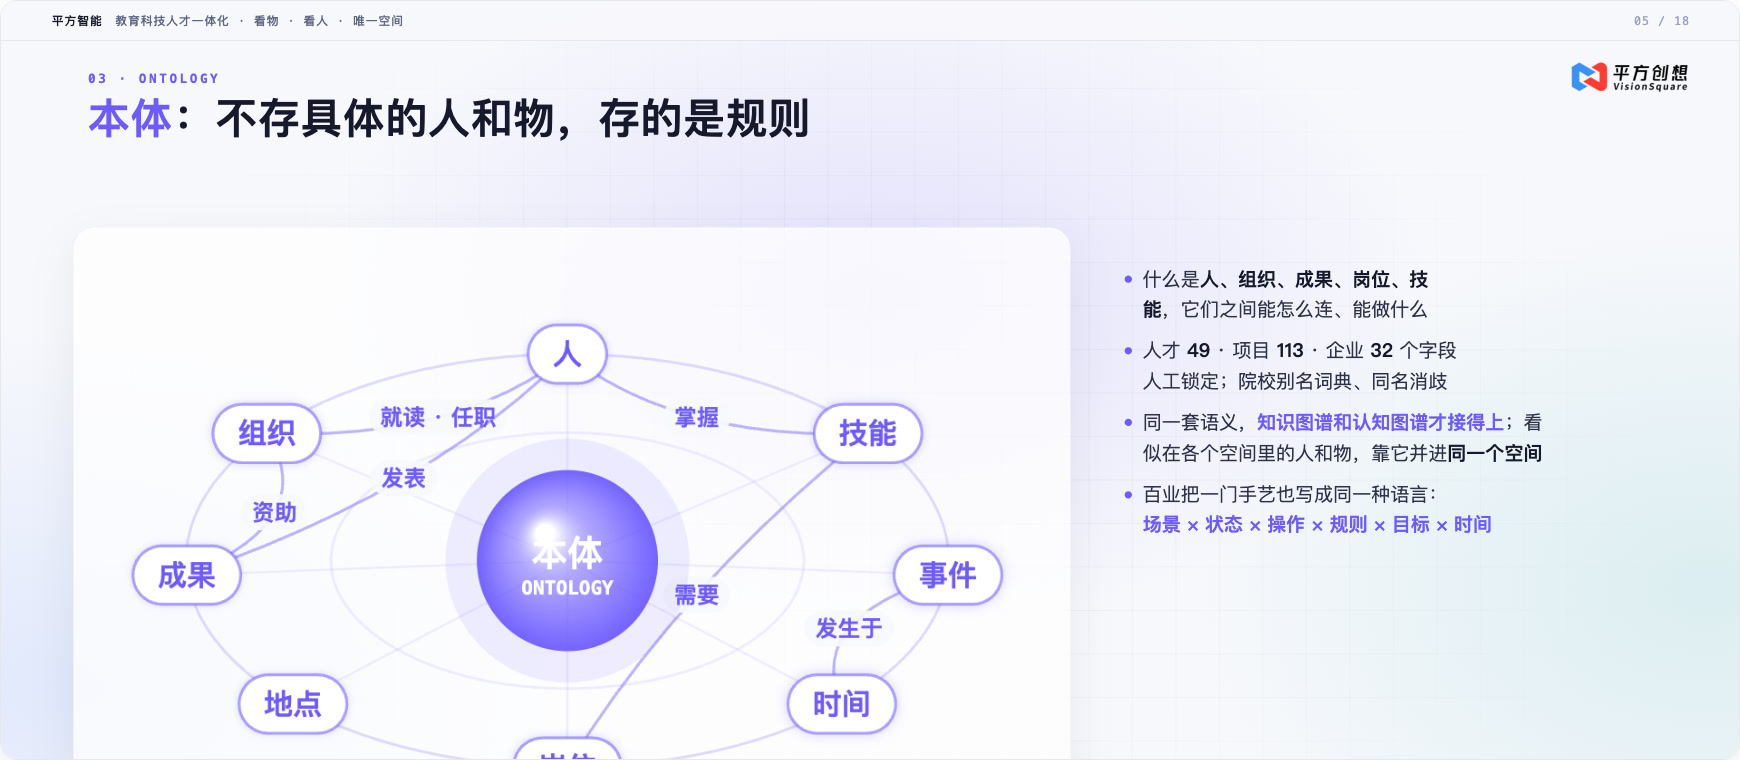 平方智能 教育科技人才一体化 · 看物 · 看人 · 唯一空间
05 / 18
03 · ONTOLOGY
平方创想
VisionSquare
本体：不存具体的人和物，存的是规则
人
组织
就读 · 任职
掌握
技能
发表
资助
本体
ONTOLOGY
成果
需要
事件
发生于
地点
时间
什么是人、组织、成果、岗位、技
能，它们之间能怎么连、能做什么
人才 49 · 项目 113 · 企业 32 个字段
人工锁定；院校别名词典、同名消歧
同一套语义，知识图谱和认知图谱才接得上；看
似在各个空间里的人和物，靠它并进同一个空间
百业把一门手艺也写成同一种语言：
场景 × 状态 × 操作 × 规则 × 目标 × 时间